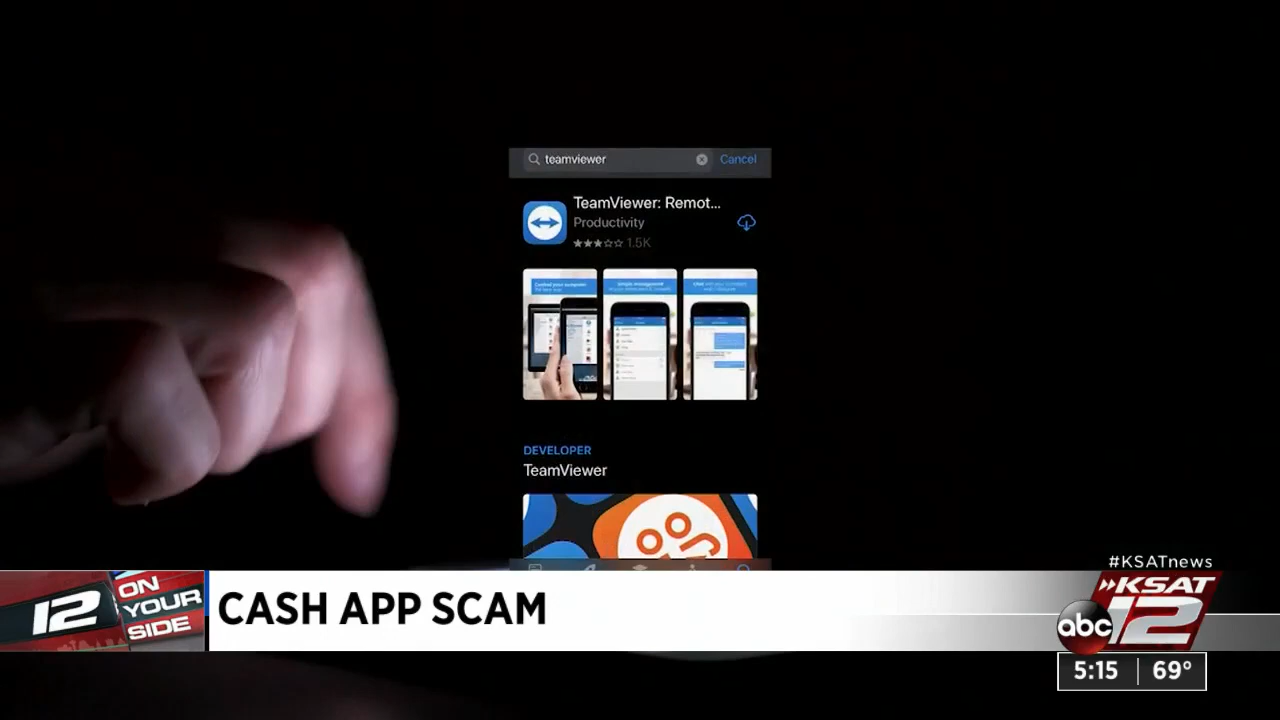 teamviewer
Cancel
TeamViewer: Remot...
Productivity
1.5K
DEVELOPER
TeamViewer
#KSATnews
12 ON YOUR SIDE
CASH APP SCAM
KSAT
abc 12
5:15 69°